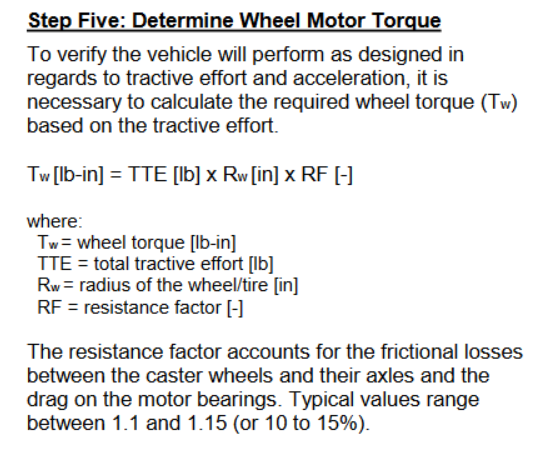 Step Five: Determine Wheel Motor Torque
To verify the vehicle will perform as designed in
regards to tractive effort and acceleration, it is
necessary to calculate the required wheel torque (Tw)
based on the tractive effort.
Tw [lb-in] = TTE [lb] x Rw [in] x RF [-]
where:
Tw = wheel torque [lb-in]
TTE = total tractive effort [lb]
Rw = radius of the wheel/tire [in]
RF = resistance factor [-]
The resistance factor accounts for the frictional losses
between the caster wheels and their axles and the
drag on the motor bearings. Typical values range
between 1.1 and 1.15 (or 10 to 15%).